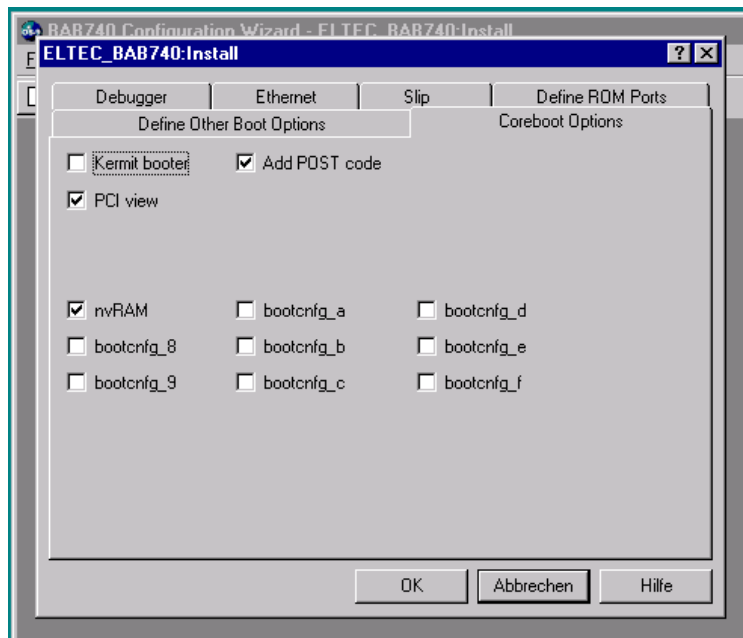 BAB740 Configuration Wizard - ELTEC_BAB740:Install
ELTEC_BAB740:Install
Debugger Ethernet Slip Define ROM Ports
Define Other Boot Options Coreboot Options
Kermit booter Add POST code
PCI view
nvRAM bootcnfg_a bootcnfg_d
bootcnfg_8 bootcnfg_b bootcnfg_e
bootcnfg_9 bootcnfg_c bootcnfg_f
OK Abbrechen Hilfe